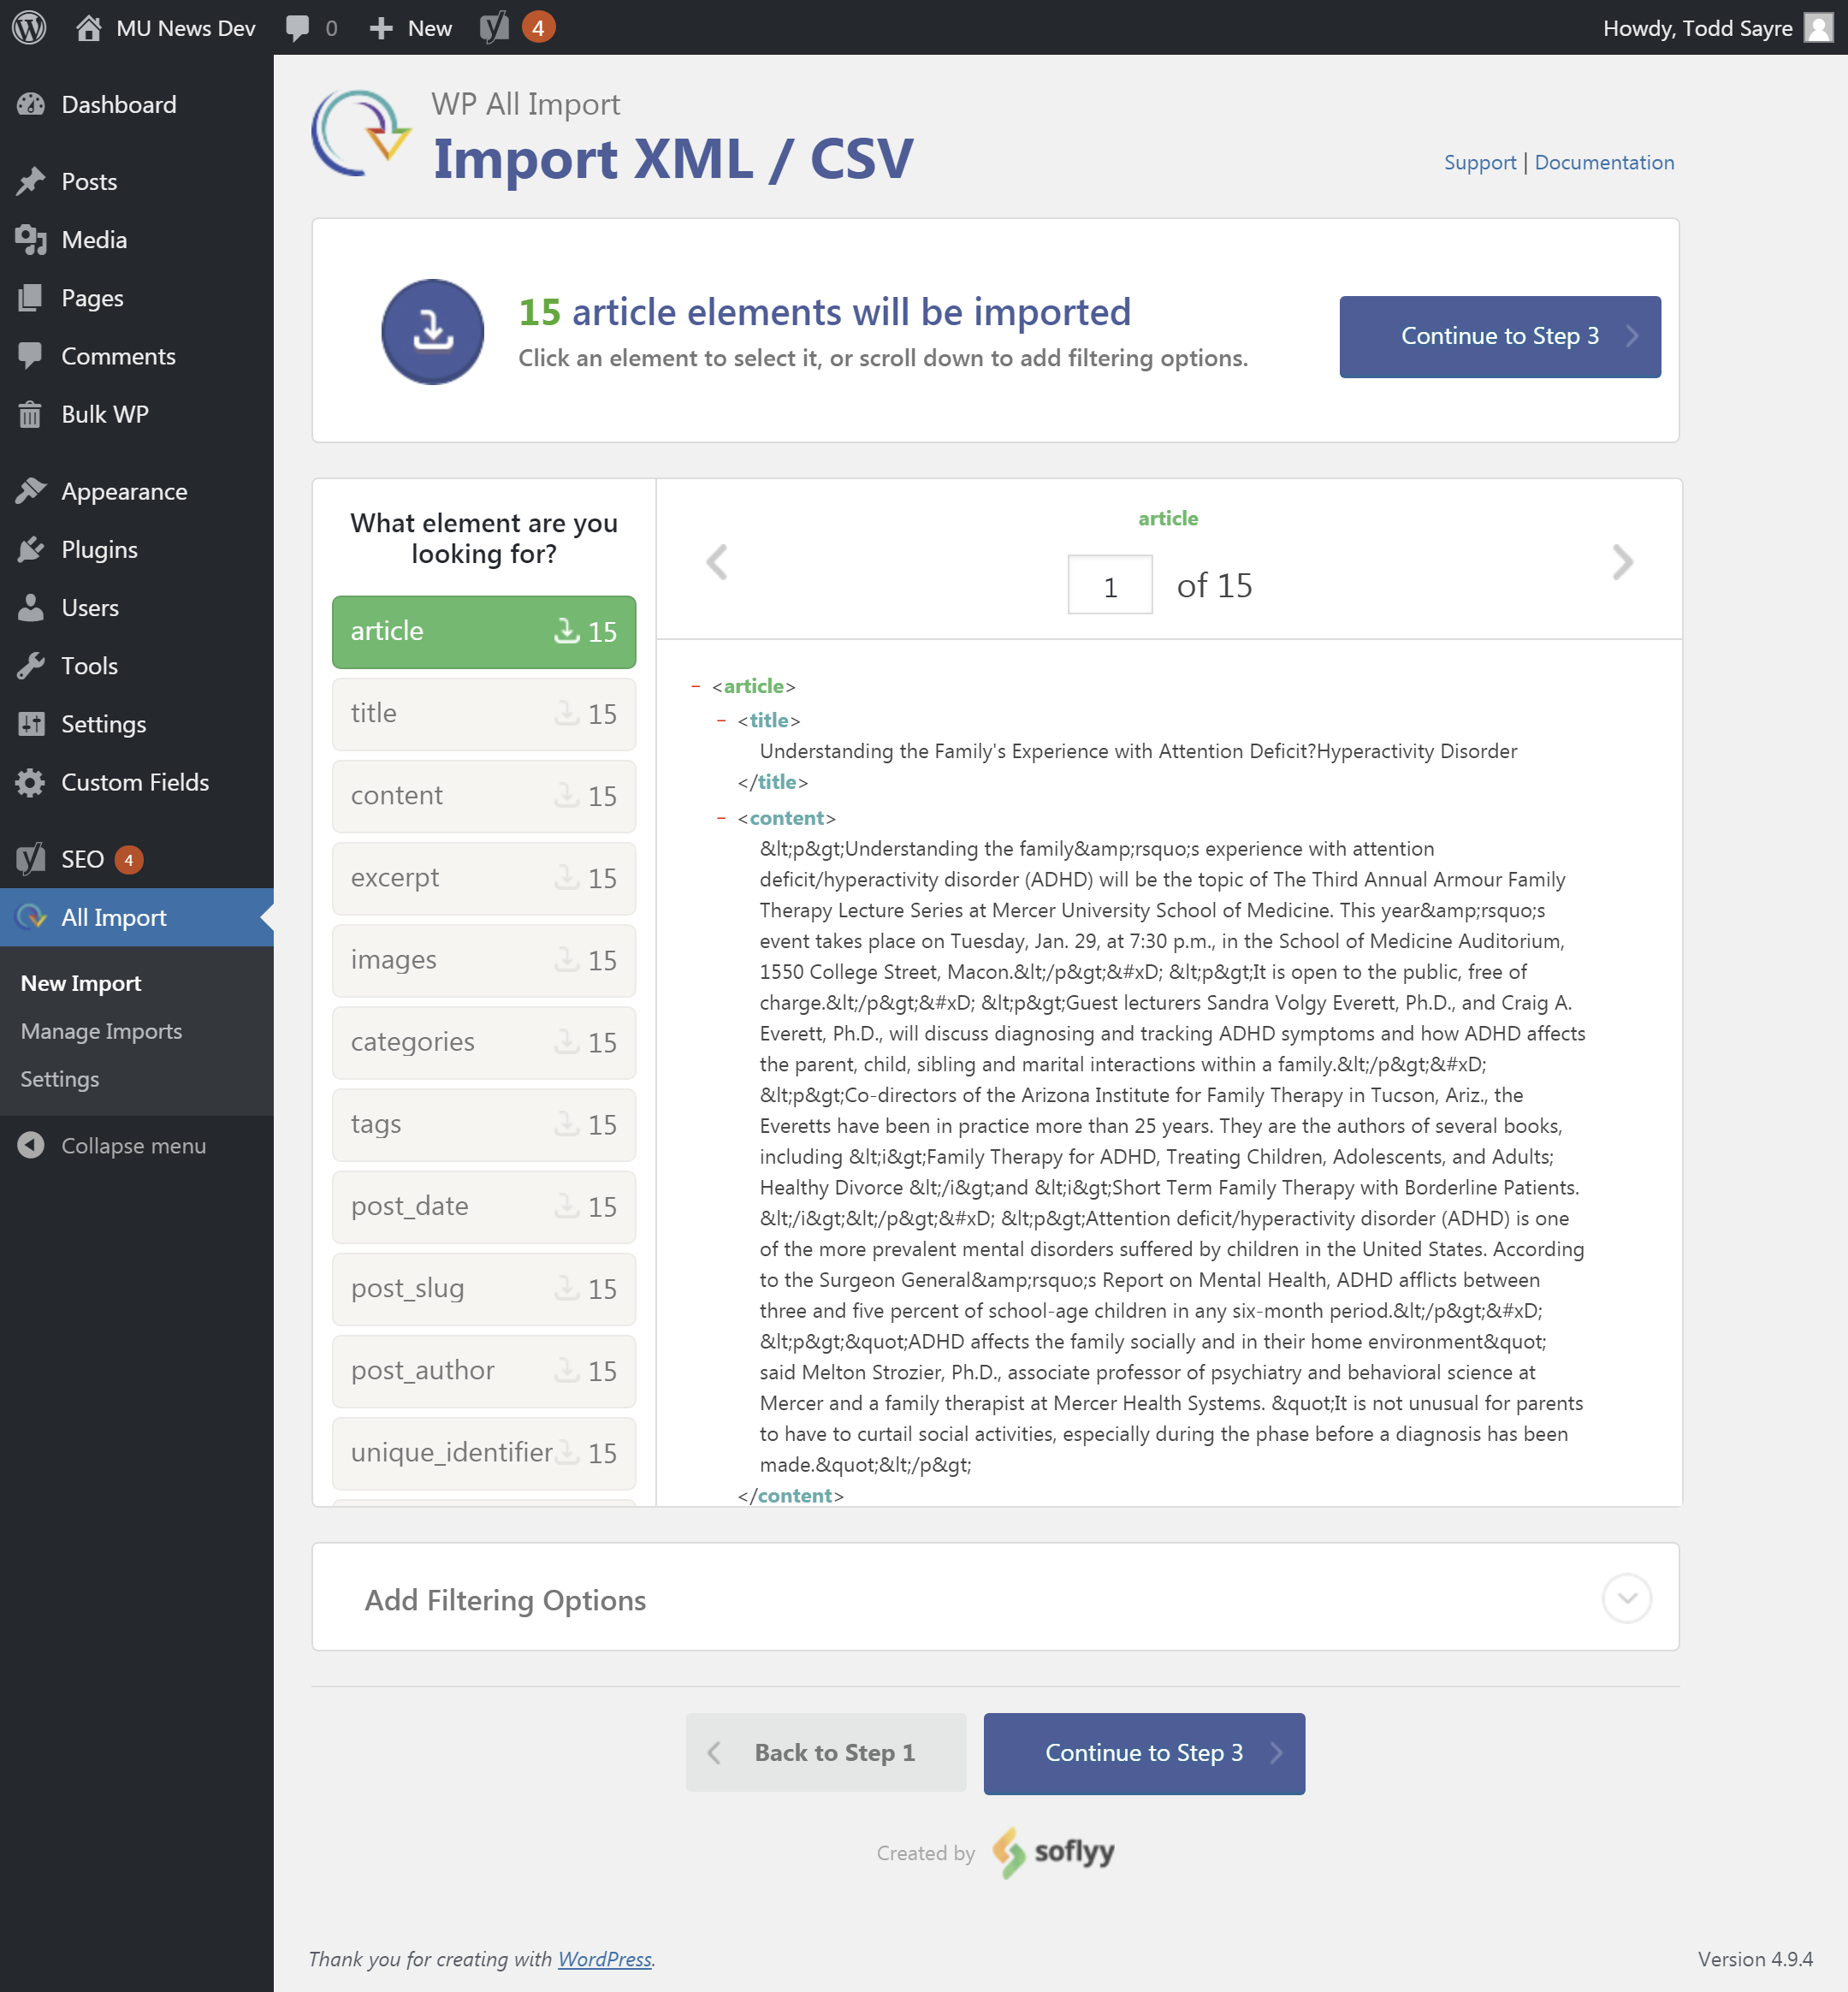 MU News Dev 0 New 4 Howdy, Todd Sayre
Dashboard
Posts
Media
Pages
Comments
Bulk WP
Appearance
Plugins
Users
Tools
Settings
Custom Fields
SEO 4
All Import
New Import
Manage Imports
Settings
Collapse menu
WP All Import
Import XML / CSV
Support | Documentation
15 article elements will be imported
Click an element to select it, or scroll down to add filtering options.
Continue to Step 3
What element are you
looking for?
article 15
title 15
content 15
excerpt 15
images 15
categories 15
tags 15
post_date 15
post_slug 15
post_author 15
unique_identifier 15
article
1 of 15
− <article>
− <title>
Understanding the Family's Experience with Attention Deficit?Hyperactivity Disorder
</title>
− <content>
&lt;p&gt;Understanding the family&amp;rsquo;s experience with attention
deficit/hyperactivity disorder (ADHD) will be the topic of The Third Annual Armour Family
Therapy Lecture Series at Mercer University School of Medicine. This year&amp;rsquo;s
event takes place on Tuesday, Jan. 29, at 7:30 p.m., in the School of Medicine Auditorium,
1550 College Street, Macon.&lt;/p&gt;&#xD; &lt;p&gt;It is open to the public, free of
charge.&lt;/p&gt;&#xD; &lt;p&gt;Guest lecturers Sandra Volgy Everett, Ph.D., and Craig A.
Everett, Ph.D., will discuss diagnosing and tracking ADHD symptoms and how ADHD affects
the parent, child, sibling and marital interactions within a family.&lt;/p&gt;&#xD;
&lt;p&gt;Co-directors of the Arizona Institute for Family Therapy in Tucson, Ariz., the
Everetts have been in practice more than 25 years. They are the authors of several books,
including &lt;i&gt;Family Therapy for ADHD, Treating Children, Adolescents, and Adults;
Healthy Divorce &lt;/i&gt;and &lt;i&gt;Short Term Family Therapy with Borderline Patients.
&lt;/i&gt;&lt;/p&gt;&#xD; &lt;p&gt;Attention deficit/hyperactivity disorder (ADHD) is one
of the more prevalent mental disorders suffered by children in the United States. According
to the Surgeon General&amp;rsquo;s Report on Mental Health, ADHD afflicts between
three and five percent of school-age children in any six-month period.&lt;/p&gt;&#xD;
&lt;p&gt;&quot;ADHD affects the family socially and in their home environment&quot;
said Melton Strozier, Ph.D., associate professor of psychiatry and behavioral science at
Mercer and a family therapist at Mercer Health Systems. &quot;It is not unusual for parents
to have to curtail social activities, especially during the phase before a diagnosis has been
made.&quot;&lt;/p&gt;
</content>
Add Filtering Options
Back to Step 1
Continue to Step 3
Created by soflyy
Thank you for creating with WordPress.
Version 4.9.4